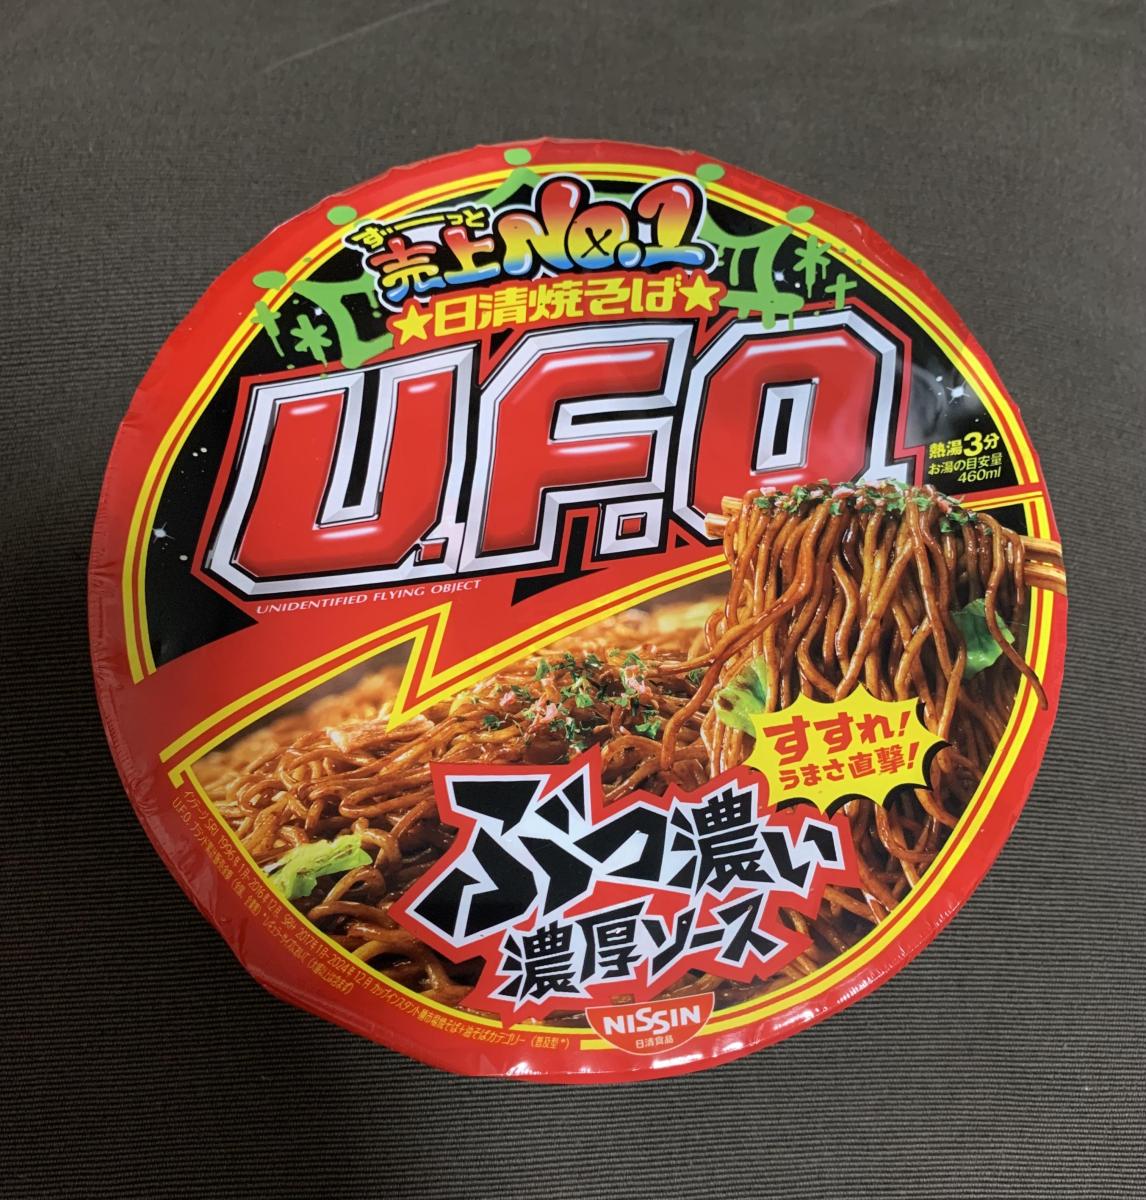 ずーーっと
売上No.1
★日清焼そば★
U.F.O.
UNIDENTIFIED FLYING OBJECT
熱湯3分
お湯の目安量
460ml
すすれ!
うまさ直撃!
ぶっ濃い
濃厚ソース
NISSIN
日清食品